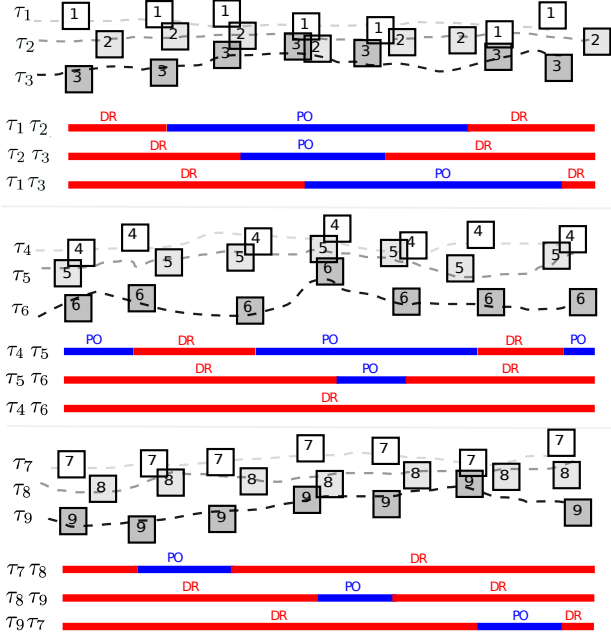 τ1 1 1 1 1 1 1 1
τ2 2 2 2 2 2 2 2
τ3 3 3 3 3 3 3 3
DR PO DR
τ1 τ2
DR PO DR
τ2 τ3
DR PO DR
τ1 τ3
τ4 4 4 4 4 4 4 4
τ5 5 5 5 5 5 5 5
τ6 6 6 6 6 6 6 6
PO DR PO DR PO
τ4 τ5
DR PO DR
τ5 τ6
DR
τ4 τ6
τ7 7 7 7 7 7 7 7
τ8 8 8 8 8 8 8 8
τ9 9 9 9 9 9 9 9
PO DR
τ7 τ8
DR PO DR
τ8 τ9
DR PO DR
τ9 τ7